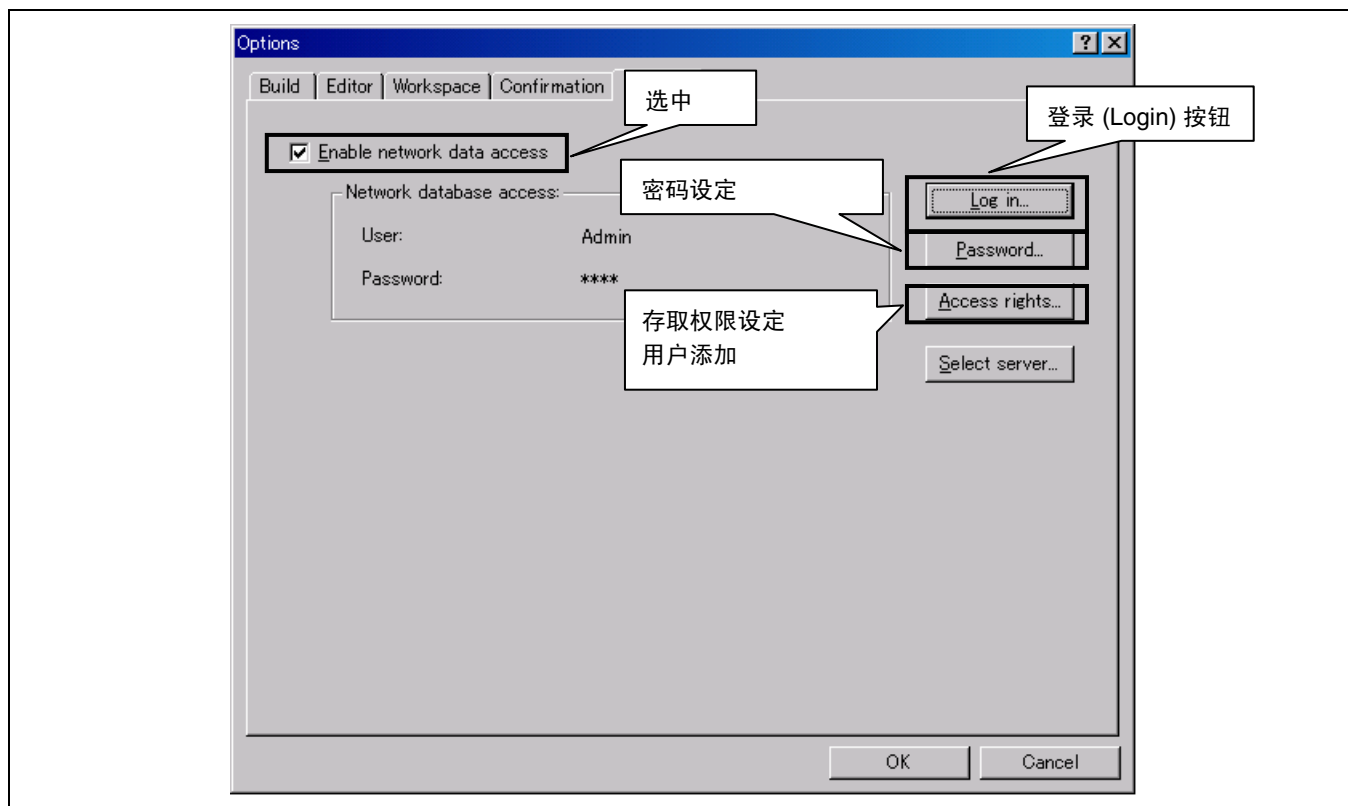 Options
Build Editor Workspace Confirmation
选中
登录 (Login) 按钮
Enable network data access
密码设定
Network database access:
Log in...
User: Admin
Password...
Password: ****
Access rights...
存取权限设定
用户添加
Select server...
OK Cancel